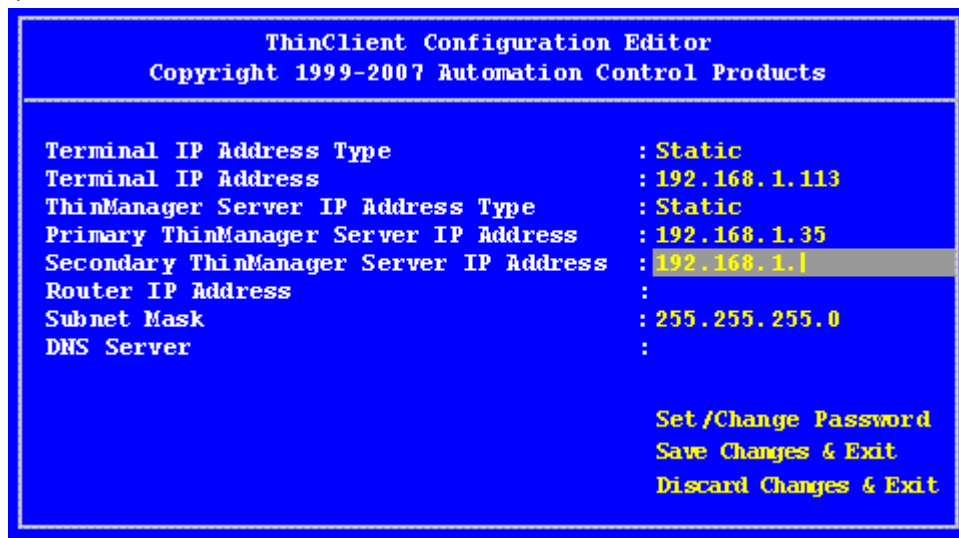 ThinClient Configuration Editor
Copyright 1999-2007 Automation Control Products
Terminal IP Address Type : Static
Terminal IP Address : 192.168.1.113
ThinManager Server IP Address Type : Static
Primary ThinManager Server IP Address : 192.168.1.35
Secondary ThinManager Server IP Address : 192.168.1.
Router IP Address :
Subnet Mask : 255.255.255.0
DNS Server :
Set/Change Password
Save Changes & Exit
Discard Changes & Exit